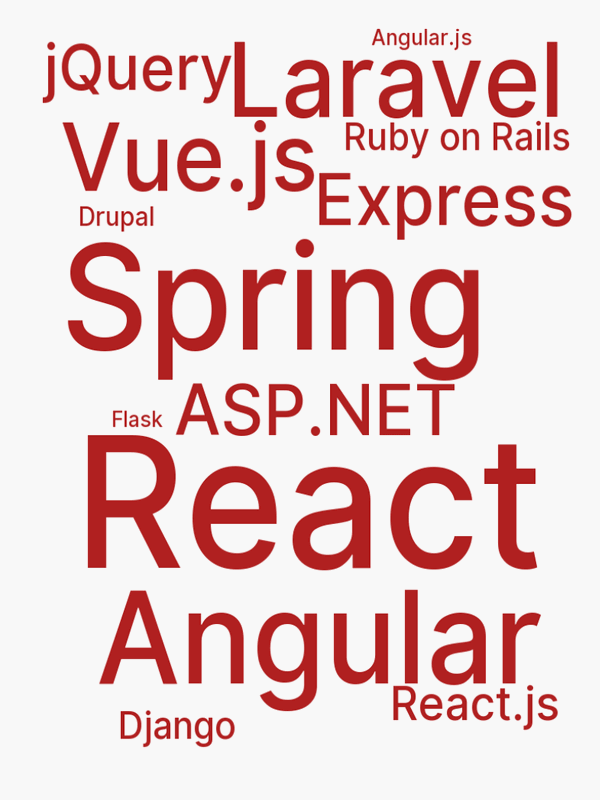 Angular.js
jQuery Laravel
Vue.js Ruby on Rails
Drupal Express
Spring
Flask ASP.NET
React
Angular
React.js
Django